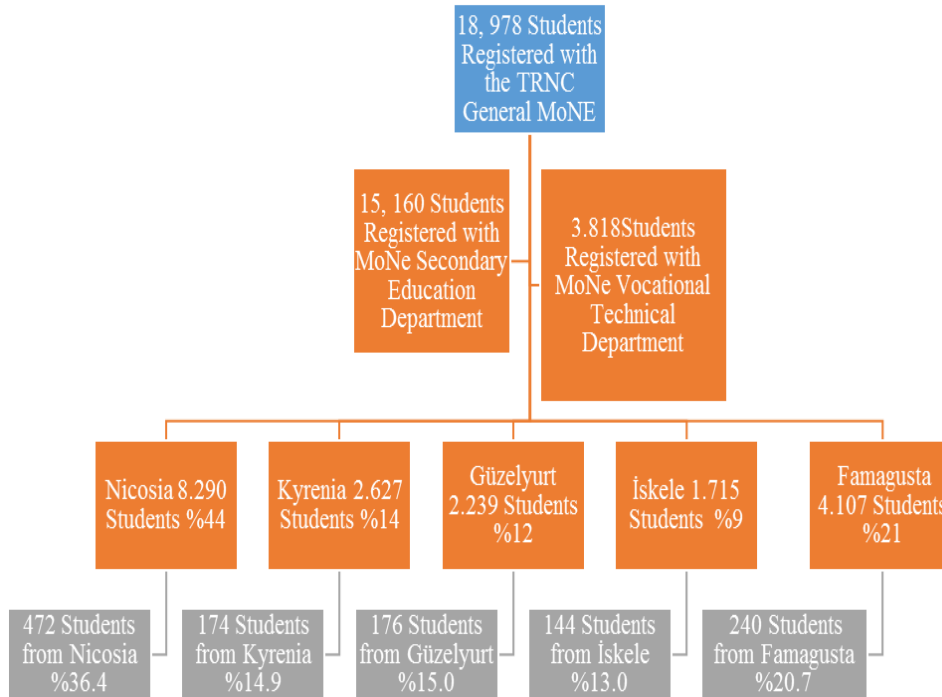 18, 978 Students
Registered with
the TRNC
General MoNE
15, 160 Students
Registered with
MoNe Secondary
Education
Department
3.818Students
Registered with
MoNe Vocational
Technical
Department
Nicosia 8.290
Students %44
Kyrenia 2.627
Students %14
Güzelyurt
2.239 Students
%12
İskele 1.715
Students %9
Famagusta
4.107 Students
%21
472 Students
from Nicosia
%36.4
174 Students
from Kyrenia
%14.9
176 Students
from Güzelyurt
%15.0
144 Students
from İskele
%13.0
240 Students
from Famagusta
%20.7